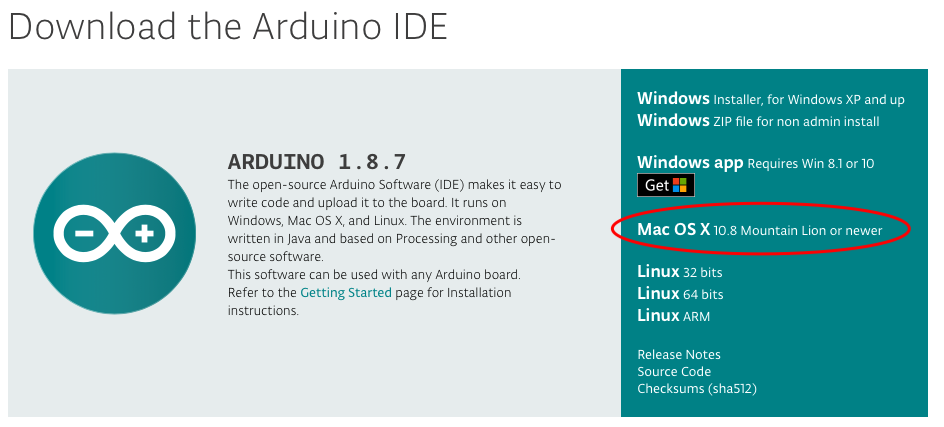 Download the Arduino IDE
ARDUINO 1.8.7
The open-source Arduino Software (IDE) makes it easy to
write code and upload it to the board. It runs on
Windows, Mac OS X, and Linux. The environment is
written in Java and based on Processing and other open-
source software.
This software can be used with any Arduino board.
Refer to the Getting Started page for Installation
instructions.
Windows Installer, for Windows XP and up
Windows ZIP file for non admin install
Windows app Requires Win 8.1 or 10
Get
Mac OS X 10.8 Mountain Lion or newer
Linux 32 bits
Linux 64 bits
Linux ARM
Release Notes
Source Code
Checksums (sha512)